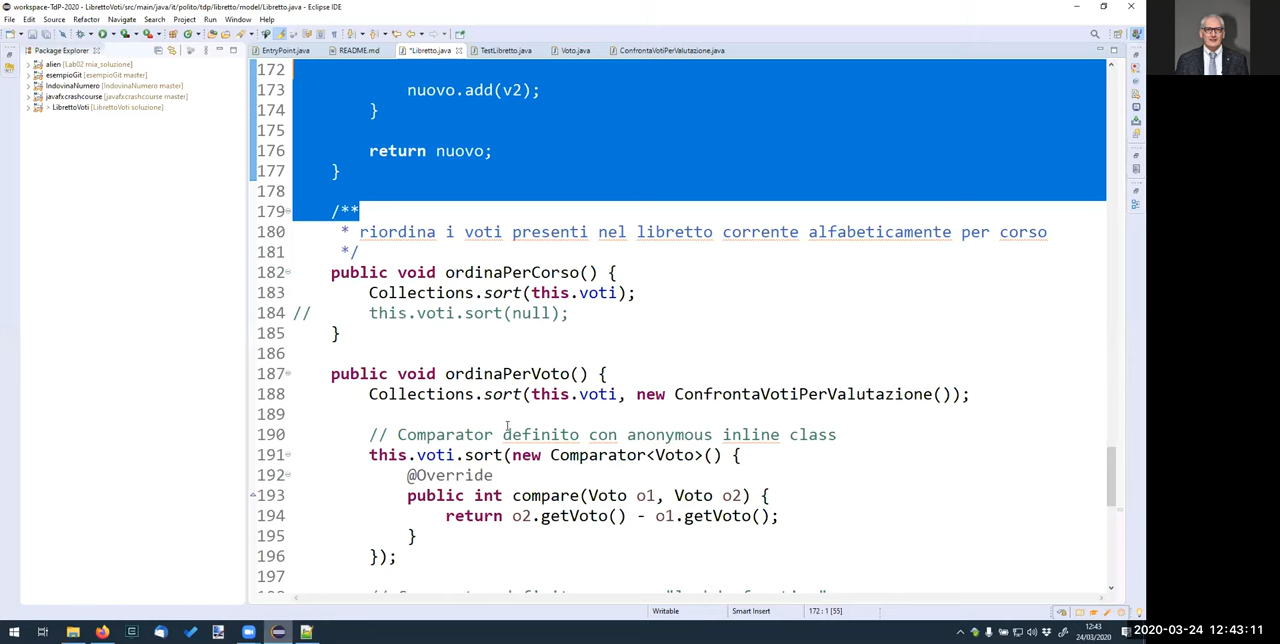 workspace-TdP-2020 - LibrettoVoti/src/main/java/it/polito/tdp/libretto/model/Libretto.java - Eclipse IDE
File Edit Source Refactor Navigate Search Project Run Window Help
Package Explorer
EntryPoint.java README.md *Libretto.java TestLibretto.java Voto.java ConfrontaVotiPerValutazione.java
alien [Lab02 mia_soluzione]
esempioGit [esempioGit master]
IndovinaNumero [IndovinaNumero master]
javafxcrashcourse [javafxcrashcourse master]
> LibrettoVoti [LibrettoVoti soluzione]
172
173 nuovo.add(v2);
174 }
175
176 return nuovo;
177 }
178
179 /**
180 * riordina i voti presenti nel libretto corrente alfabeticamente per corso
181 */
182 public void ordinaPerCorso() {
183 Collections.sort(this.voti);
184 // this.voti.sort(null);
185 }
186
187 public void ordinaPerVoto() {
188 Collections.sort(this.voti, new ConfrontaVotiPerValutazione());
189
190 // Comparator definito con anonymous inline class
191 this.voti.sort(new Comparator<Voto>() {
192 @Override
193 public int compare(Voto o1, Voto o2) {
194 return o2.getVoto() - o1.getVoto();
195 }
196 });
197
Writable Smart Insert 172 : 1 [55]
12:43
24/03/2020
2020-03-24 12:43:11